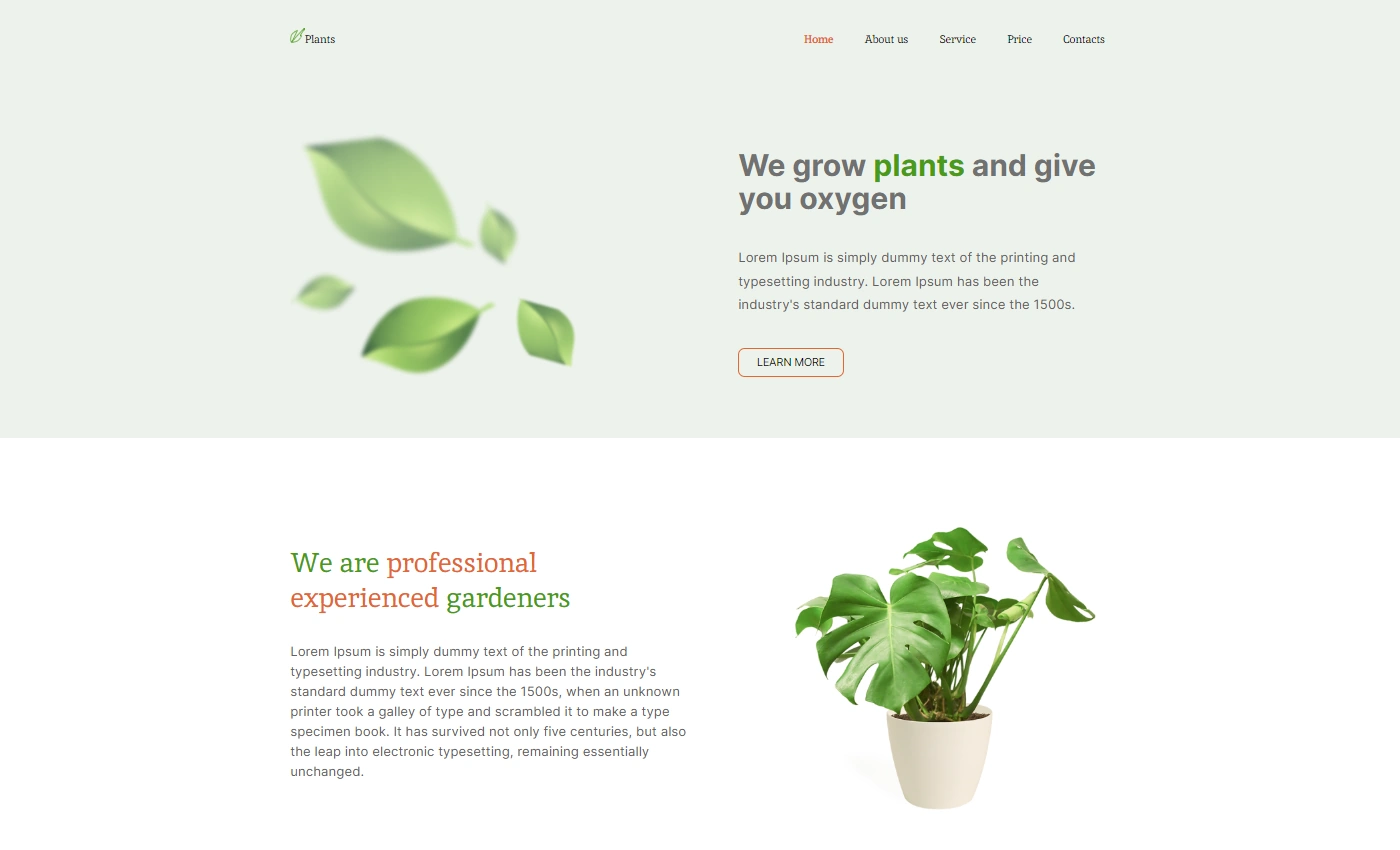 Plants
Home About us Service Price Contacts
We grow plants and give
you oxygen
Lorem Ipsum is simply dummy text of the printing and
typesetting industry. Lorem Ipsum has been the
industry's standard dummy text ever since the 1500s.
LEARN MORE
We are professional
experienced gardeners
Lorem Ipsum is simply dummy text of the printing and
typesetting industry. Lorem Ipsum has been the industry's
standard dummy text ever since the 1500s, when an unknown
printer took a galley of type and scrambled it to make a type
specimen book. It has survived not only five centuries, but also
the leap into electronic typesetting, remaining essentially
unchanged.